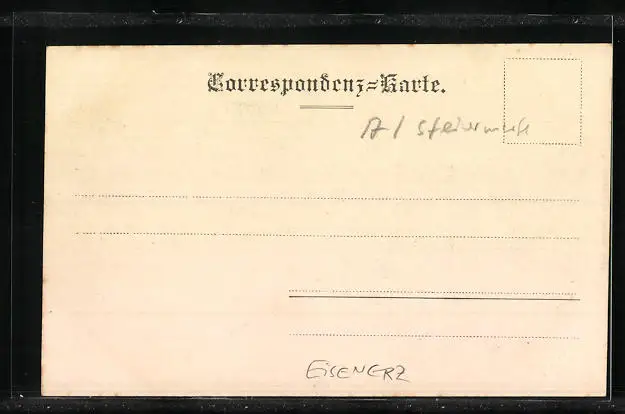 Correspondenz-Karte.
A / Steiermark
EISENERZ